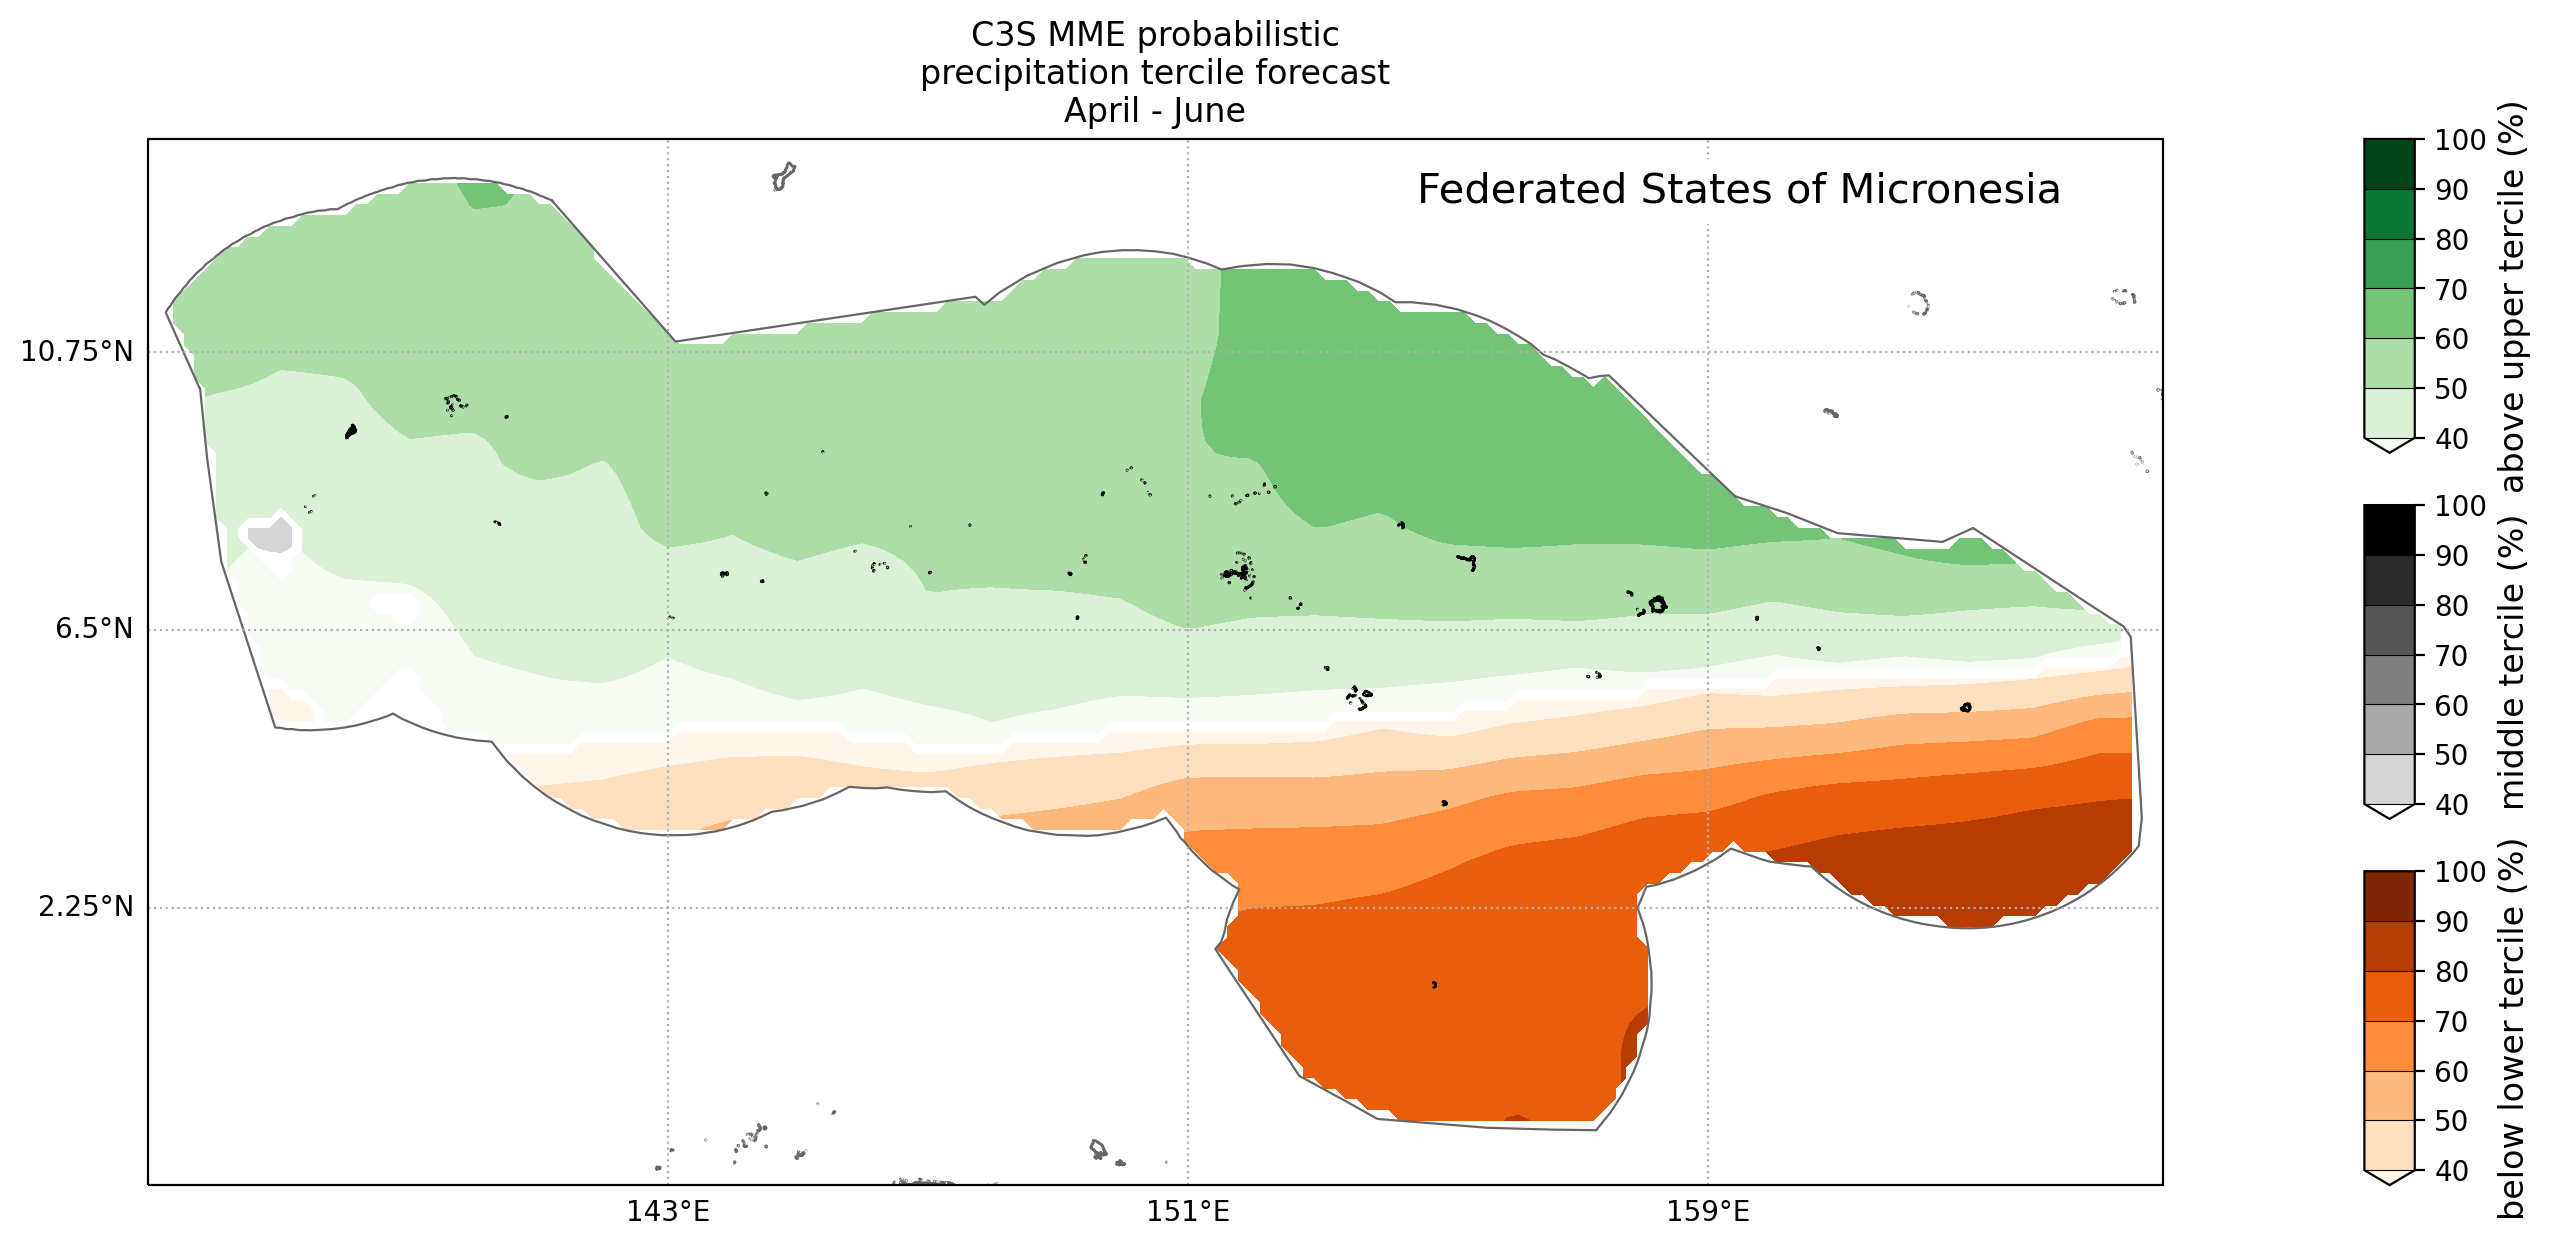 C3S MME probabilistic
precipitation tercile forecast
April - June
Federated States of Micronesia
10.75°N
6.5°N
2.25°N
143°E
151°E
159°E
100
90
80
70
60
50
40
above upper tercile (%)
100
90
80
70
60
50
40
middle tercile (%)
100
90
80
70
60
50
40
below lower tercile (%)